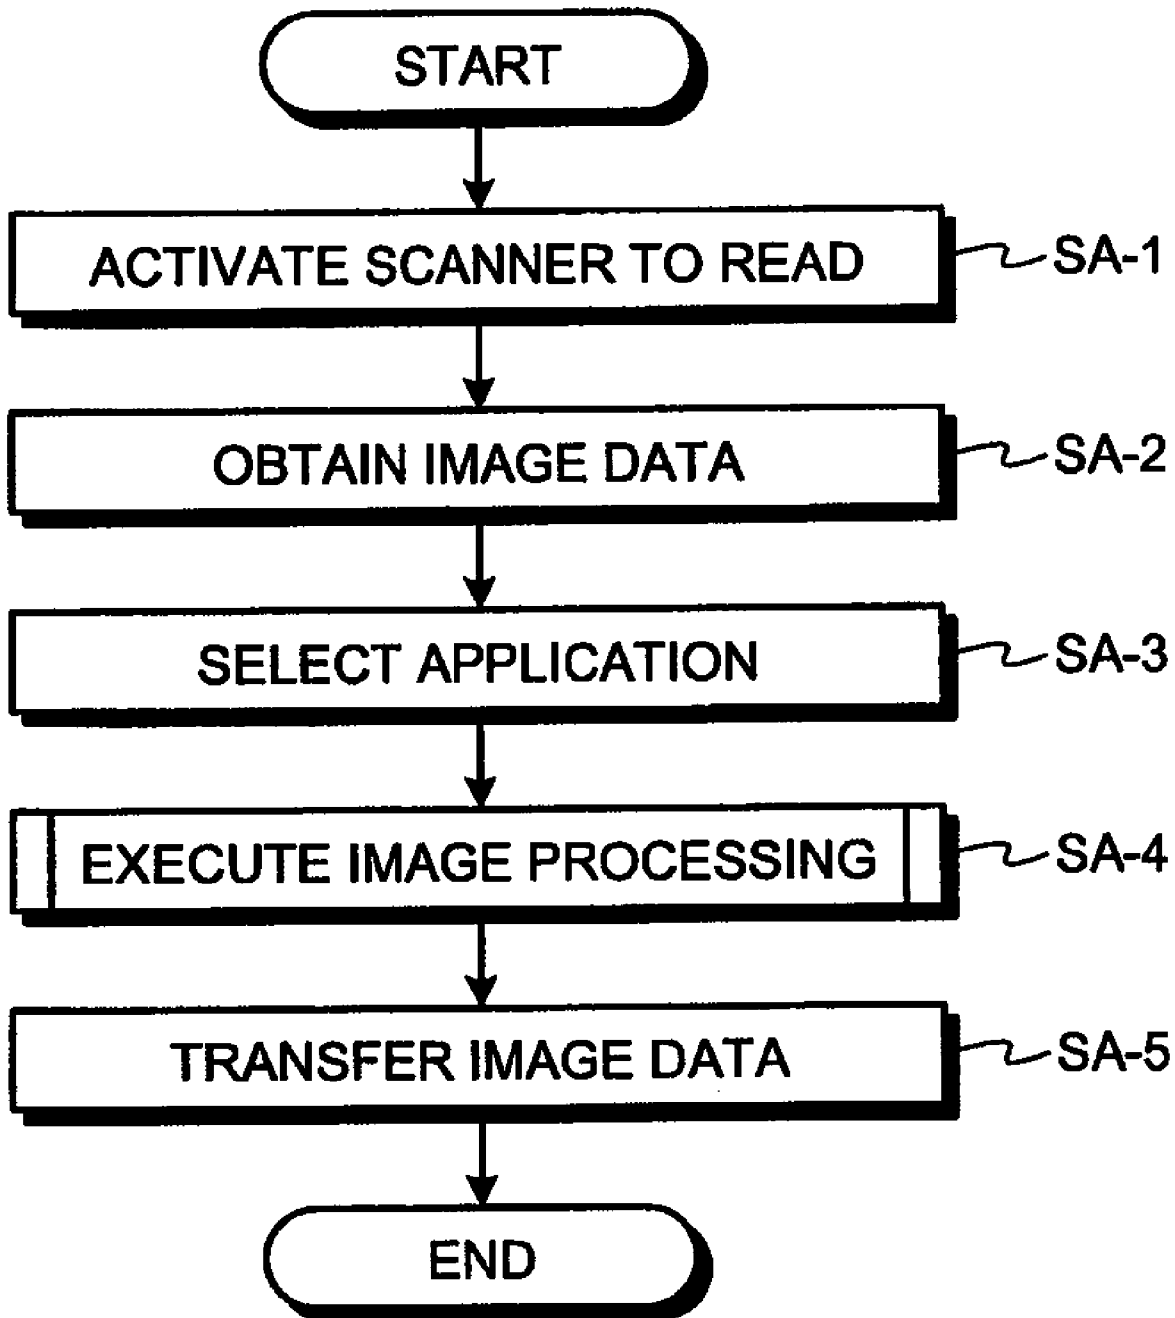 START
ACTIVATE SCANNER TO READ
SA-1
OBTAIN IMAGE DATA
SA-2
SELECT APPLICATION
SA-3
EXECUTE IMAGE PROCESSING
SA-4
TRANSFER IMAGE DATA
SA-5
END